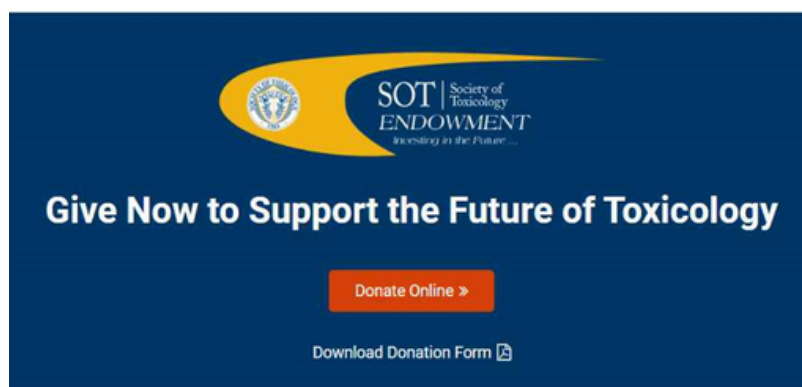 SOT | Society of
Toxicology
ENDOWMENT
Investing in the Future ...
Give Now to Support the Future of Toxicology
Donate Online »
Download Donation Form